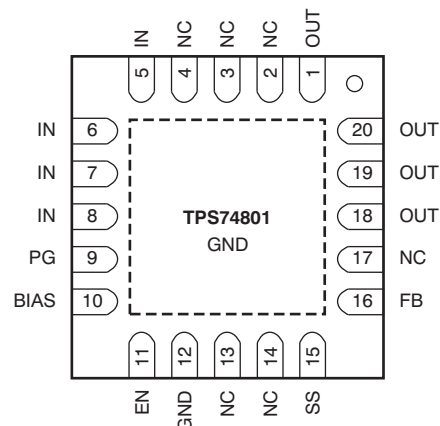 IN NC NC NC OUT
5 4 3 2 1
IN 6 20 OUT
IN 7 19 OUT
IN 8 TPS74801 18 OUT
GND
PG 9 17 NC
BIAS 10 16 FB
11 12 13 14 15
EN GND NC NC SS